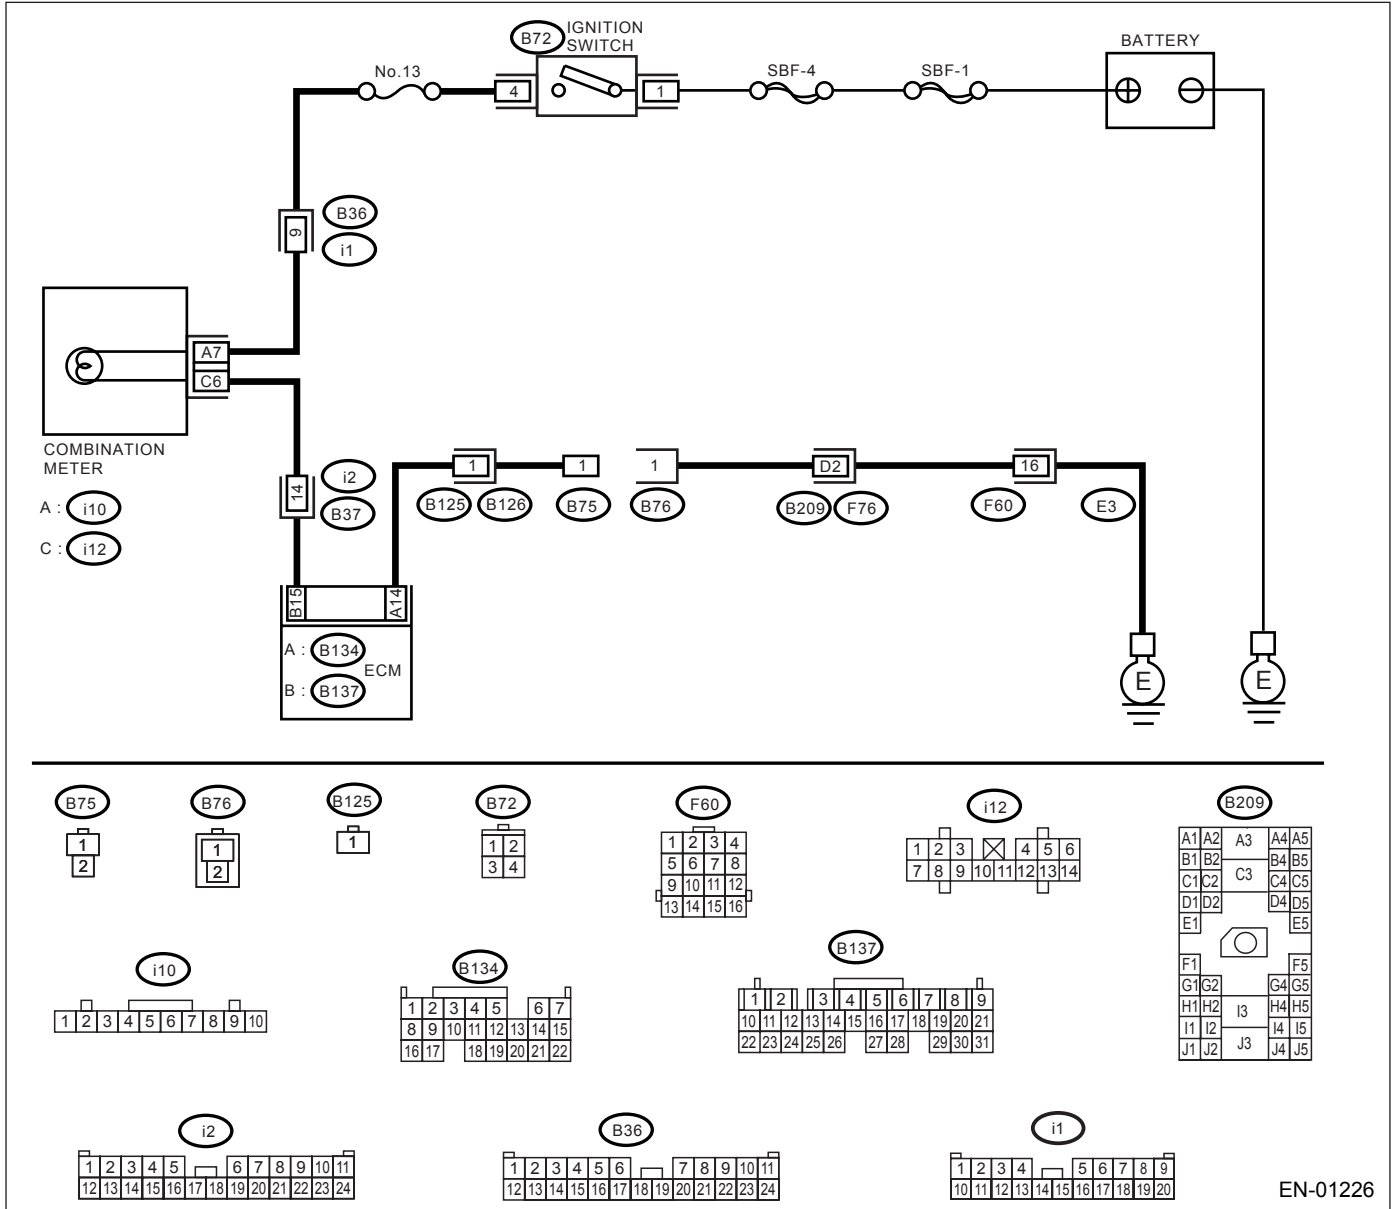 B72
IGNITION
SWITCH
BATTERY
No.13
SBF-4
SBF-1
4
1
9
B36
i1
A7
C6
COMBINATION
METER
A : i10
C : i12
14
i2
B37
1
1
1
D2
16
B125
B126
B75
B76
B209
F76
F60
E3
B15
A14
A : B134
ECM
B : B137
E
E
B75
1
2
B76
1
2
B125
1
B72
1 2
3 4
F60
1 2 3 4
5 6 7 8
9 10 11 12
13 14 15 16
i12
1 2 3 4 5 6
7 8 9 10 11 12 13 14
B209
A1 A2 A3 A4 A5
B1 B2 B4 B5
C3
C1 C2 C4 C5
D1 D2 D4 D5
E1 E5
F1 F5
G1 G2 G4 G5
H1 H2 H4 H5
I3
I1 I2 I4 I5
J1 J2 J3 J4 J5
i10
1 2 3 4 5 6 7 8 9 10
B134
1 2 3 4 5 6 7
8 9 10 11 12 13 14 15
16 17 18 19 20 21 22
B137
1 2 3 4 5 6 7 8 9
10 11 12 13 14 15 16 17 18 19 20 21
22 23 24 25 26 27 28 29 30 31
i2
1 2 3 4 5 6 7 8 9 10 11
12 13 14 15 16 17 18 19 20 21 22 23 24
B36
1 2 3 4 5 6 7 8 9 10 11
12 13 14 15 16 17 18 19 20 21 22 23 24
i1
1 2 3 4 5 6 7 8 9
10 11 12 13 14 15 16 17 18 19 20
EN-01226